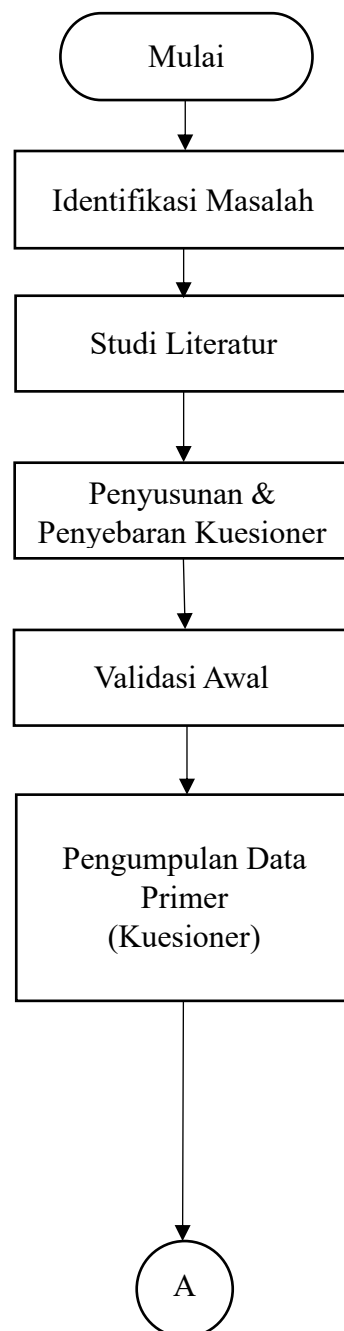 Mulai
Identifikasi Masalah
Studi Literatur
Penyusunan &
Penyebaran Kuesioner
Validasi Awal
Pengumpulan Data
Primer
(Kuesioner)
A